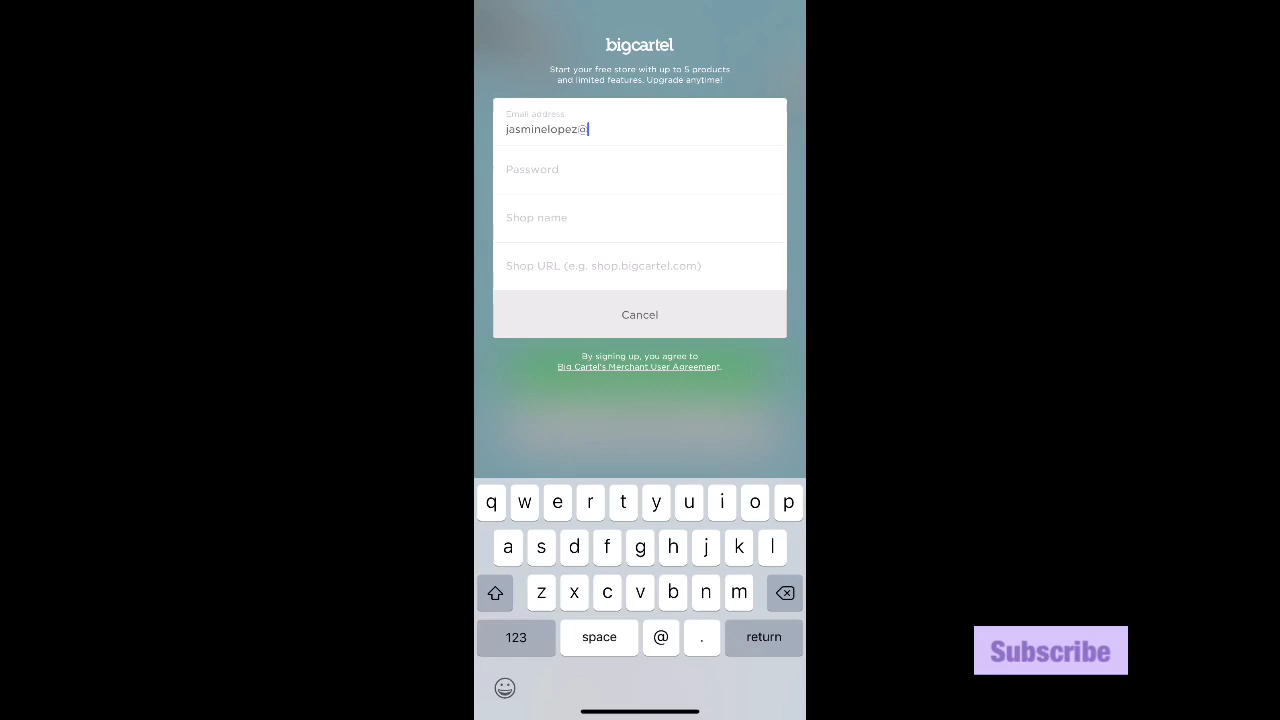 bigcartel
Start your free store with up to 5 products
and limited features. Upgrade anytime!
Email address
jasminelopez@
Password
Shop name
Shop URL (e.g. shop.bigcartel.com)
Cancel
By signing up, you agree to
Big Cartel's Merchant User Agreement.
q w e r t y u i o p
a s d f g h j k l
z x c v b n m
123 space @ . return
Subscribe